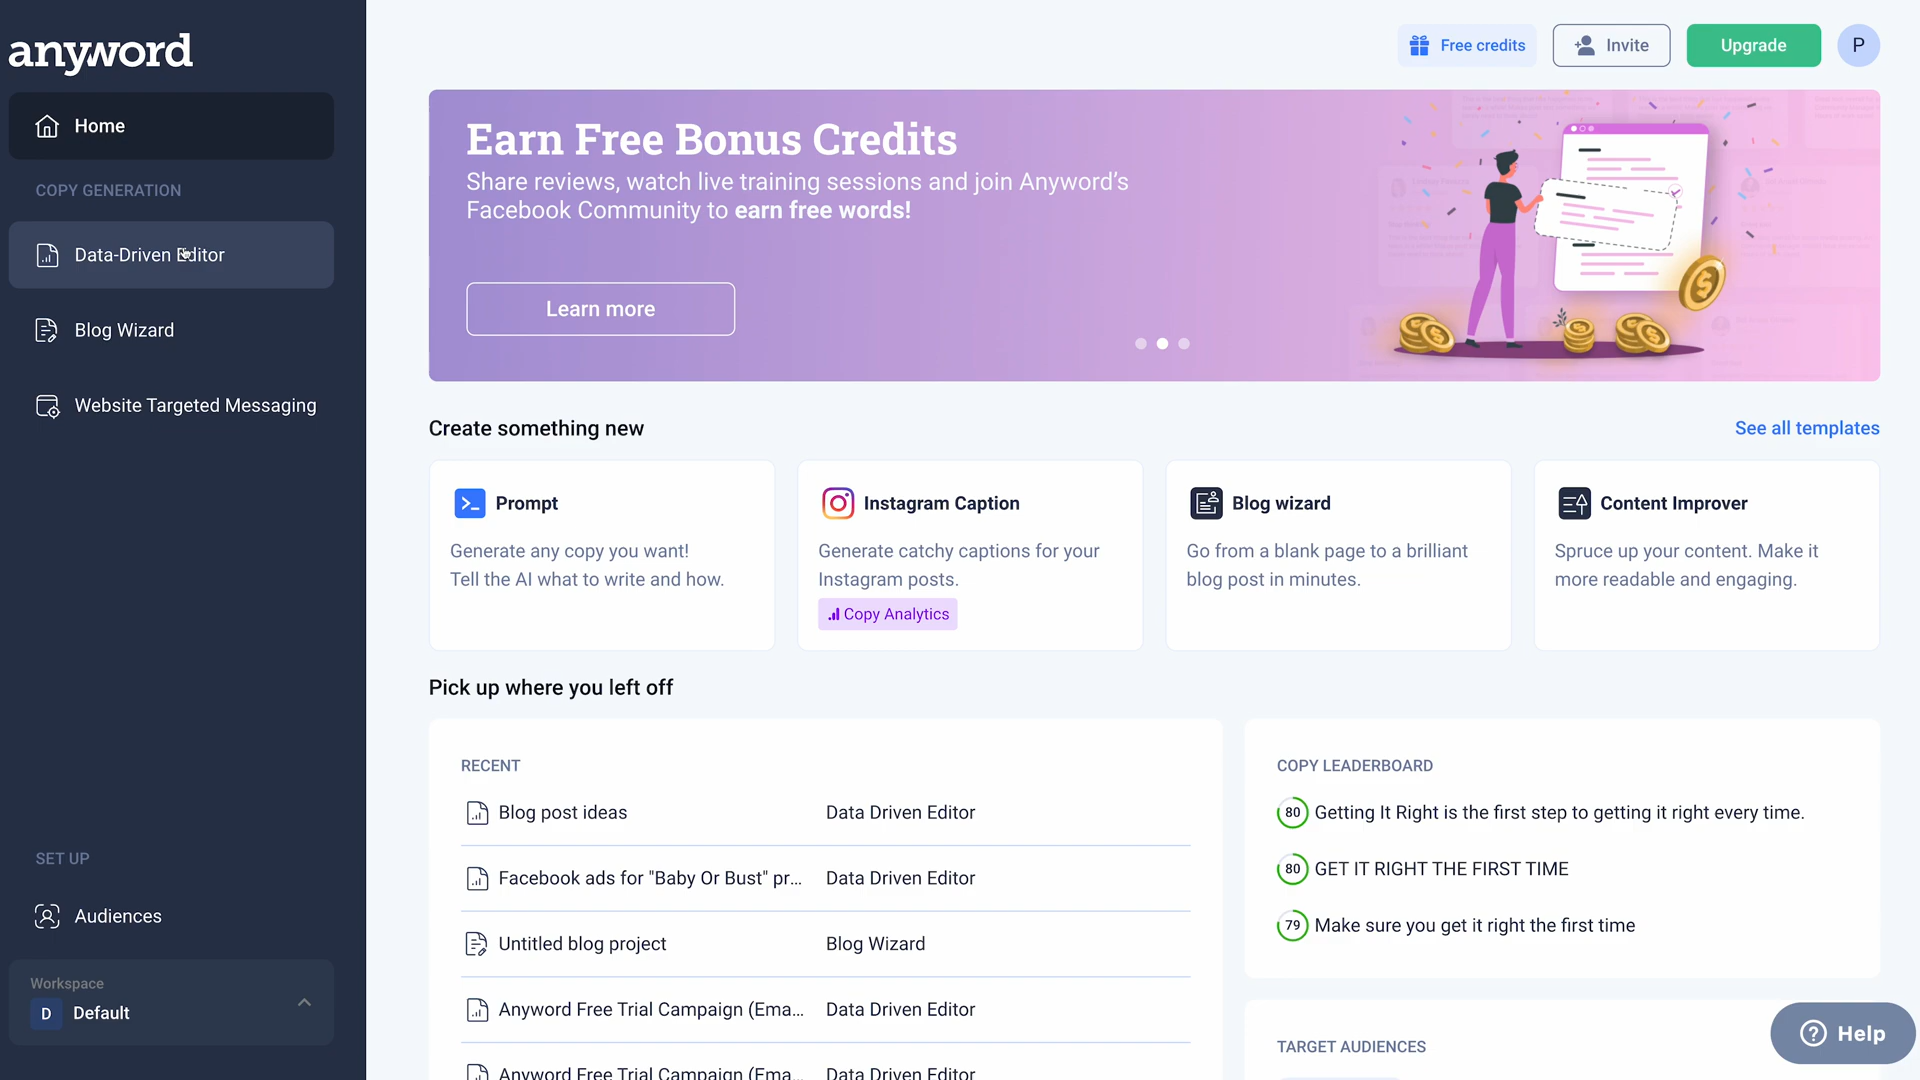 anyword
Home
COPY GENERATION
Data-Driven Editor
Blog Wizard
Website Targeted Messaging
SET UP
Audiences
Workspace
D Default
Free credits
Invite
Upgrade
P
Earn Free Bonus Credits
Share reviews, watch live training sessions and join Anyword’s
Facebook Community to earn free words!
Learn more
Create something new
See all templates
Prompt
Generate any copy you want!
Tell the AI what to write and how.
Instagram Caption
Generate catchy captions for your
Instagram posts.
Copy Analytics
Blog wizard
Go from a blank page to a brilliant
blog post in minutes.
Content Improver
Spruce up your content. Make it
more readable and engaging.
Pick up where you left off
RECENT
Blog post ideas Data Driven Editor
Facebook ads for "Baby Or Bust" pr... Data Driven Editor
Untitled blog project Blog Wizard
Anyword Free Trial Campaign (Ema... Data Driven Editor
Anyword Free Trial Campaign (Ema... Data Driven Editor
COPY LEADERBOARD
80 Getting It Right is the first step to getting it right every time.
80 GET IT RIGHT THE FIRST TIME
79 Make sure you get it right the first time
TARGET AUDIENCES
Help